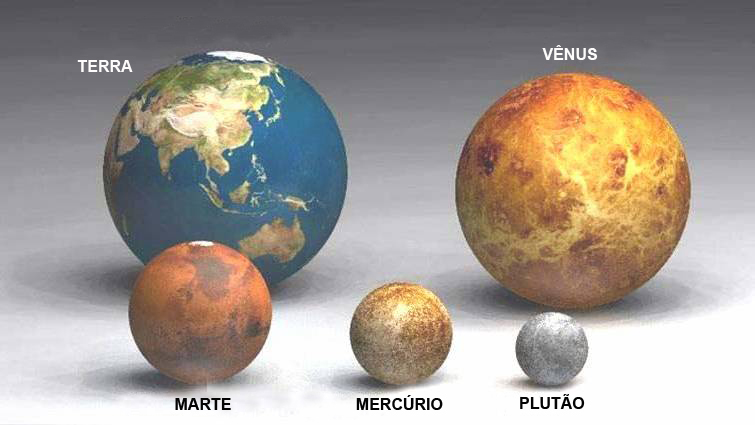 VÊNUS
TERRA
MARTE
MERCÚRIO
PLUTÃO